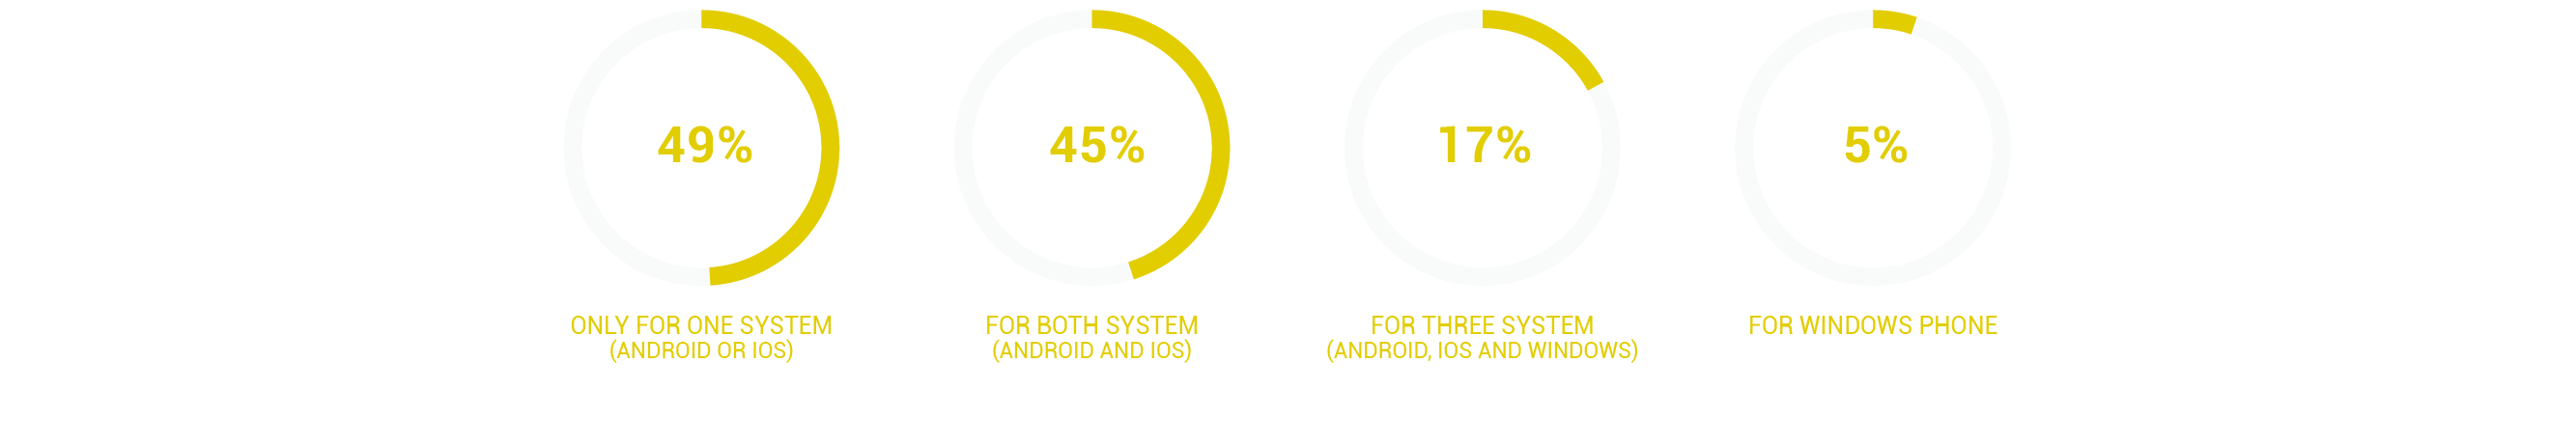 49%
ONLY FOR ONE SYSTEM
(ANDROID OR IOS)
45%
FOR BOTH SYSTEM
(ANDROID AND IOS)
17%
FOR THREE SYSTEM
(ANDROID, IOS AND WINDOWS)
5%
FOR WINDOWS PHONE